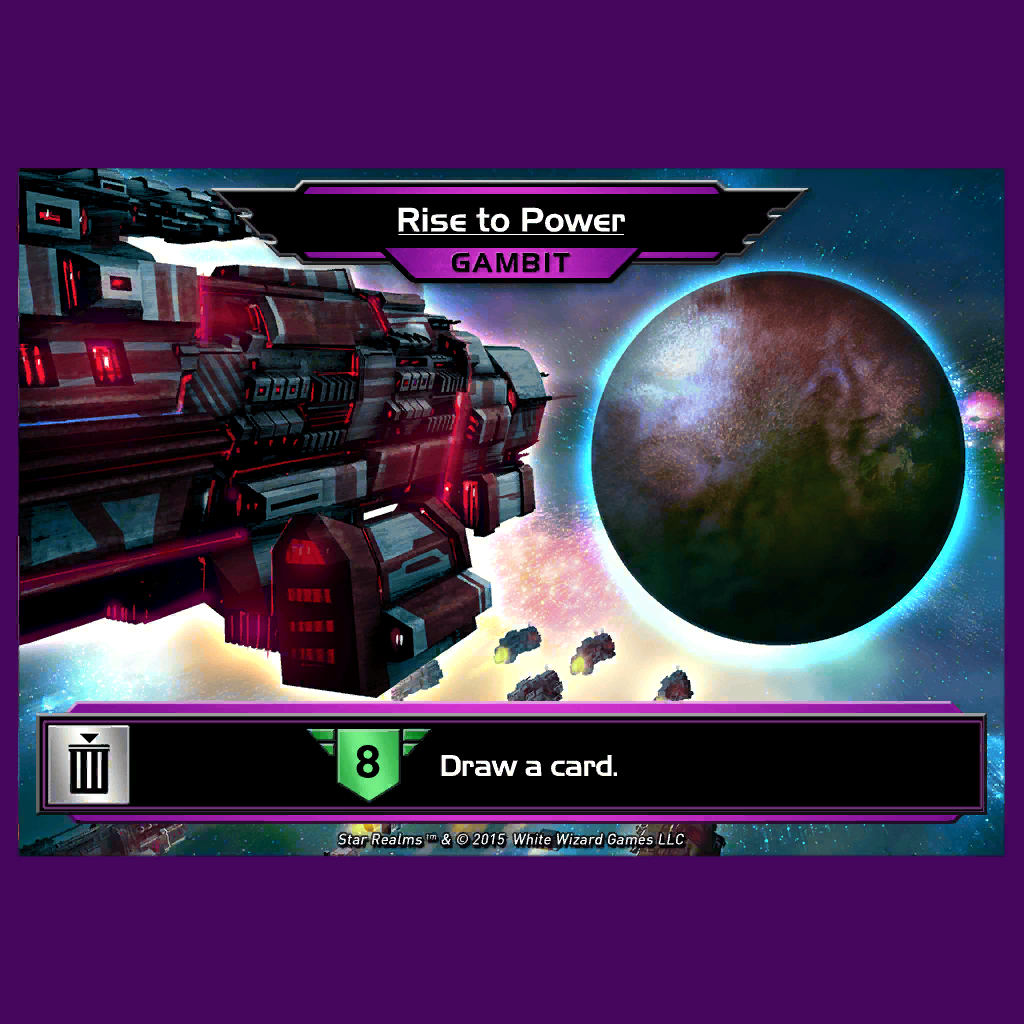 Rise to Power
GAMBIT
8 Draw a card.
Star Realms™ & © 2015 White Wizard Games LLC